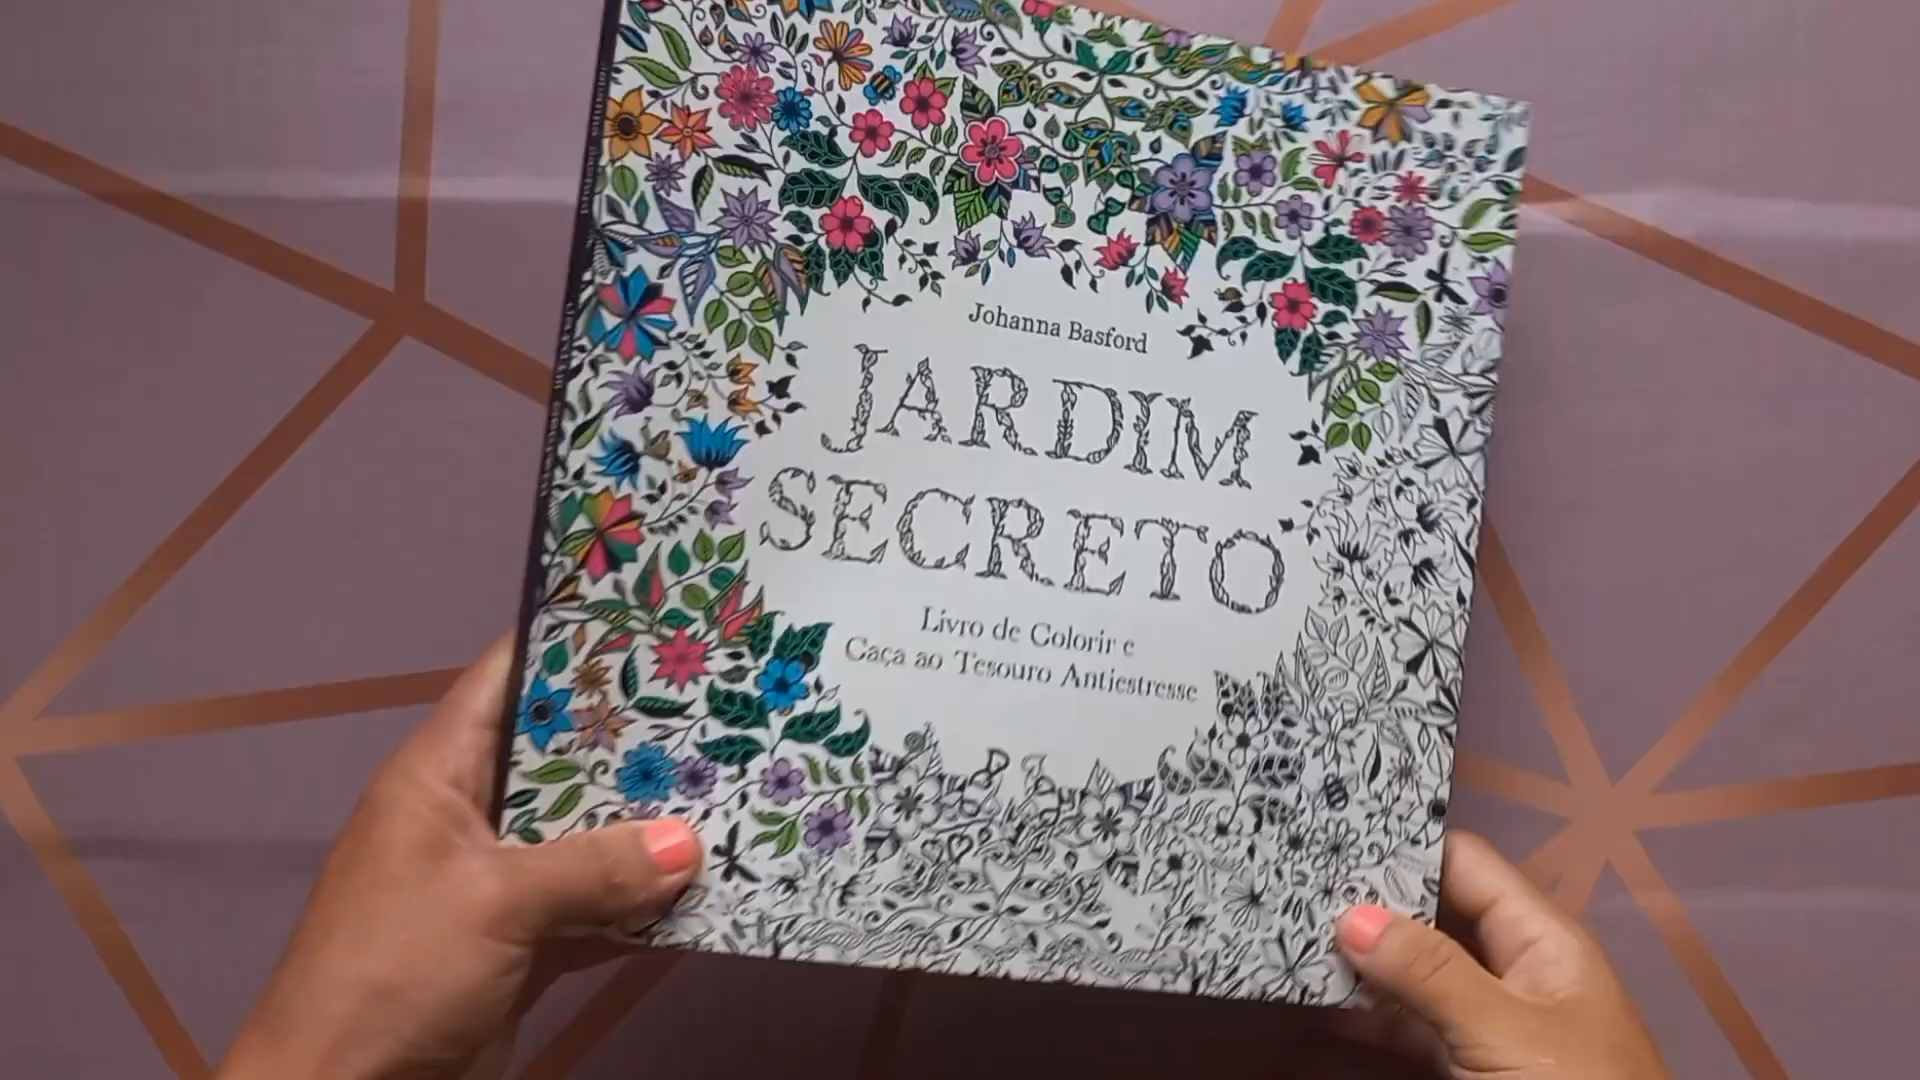 Johanna Basford
JARDIM
SECRETO
Livro de Colorir e
Caça ao Tesouro Antiestresse